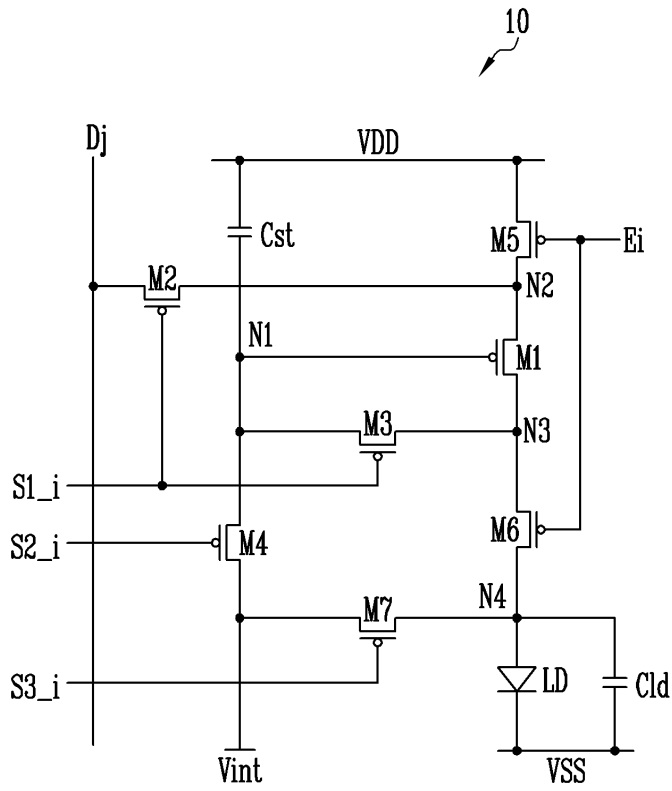 10
Dj
VDD
Cst
M5
Ei
M2
N2
N1
M1
M3
N3
S1_i
S2_i
M4
M6
M7
N4
S3_i
LD
Cld
Vint
VSS